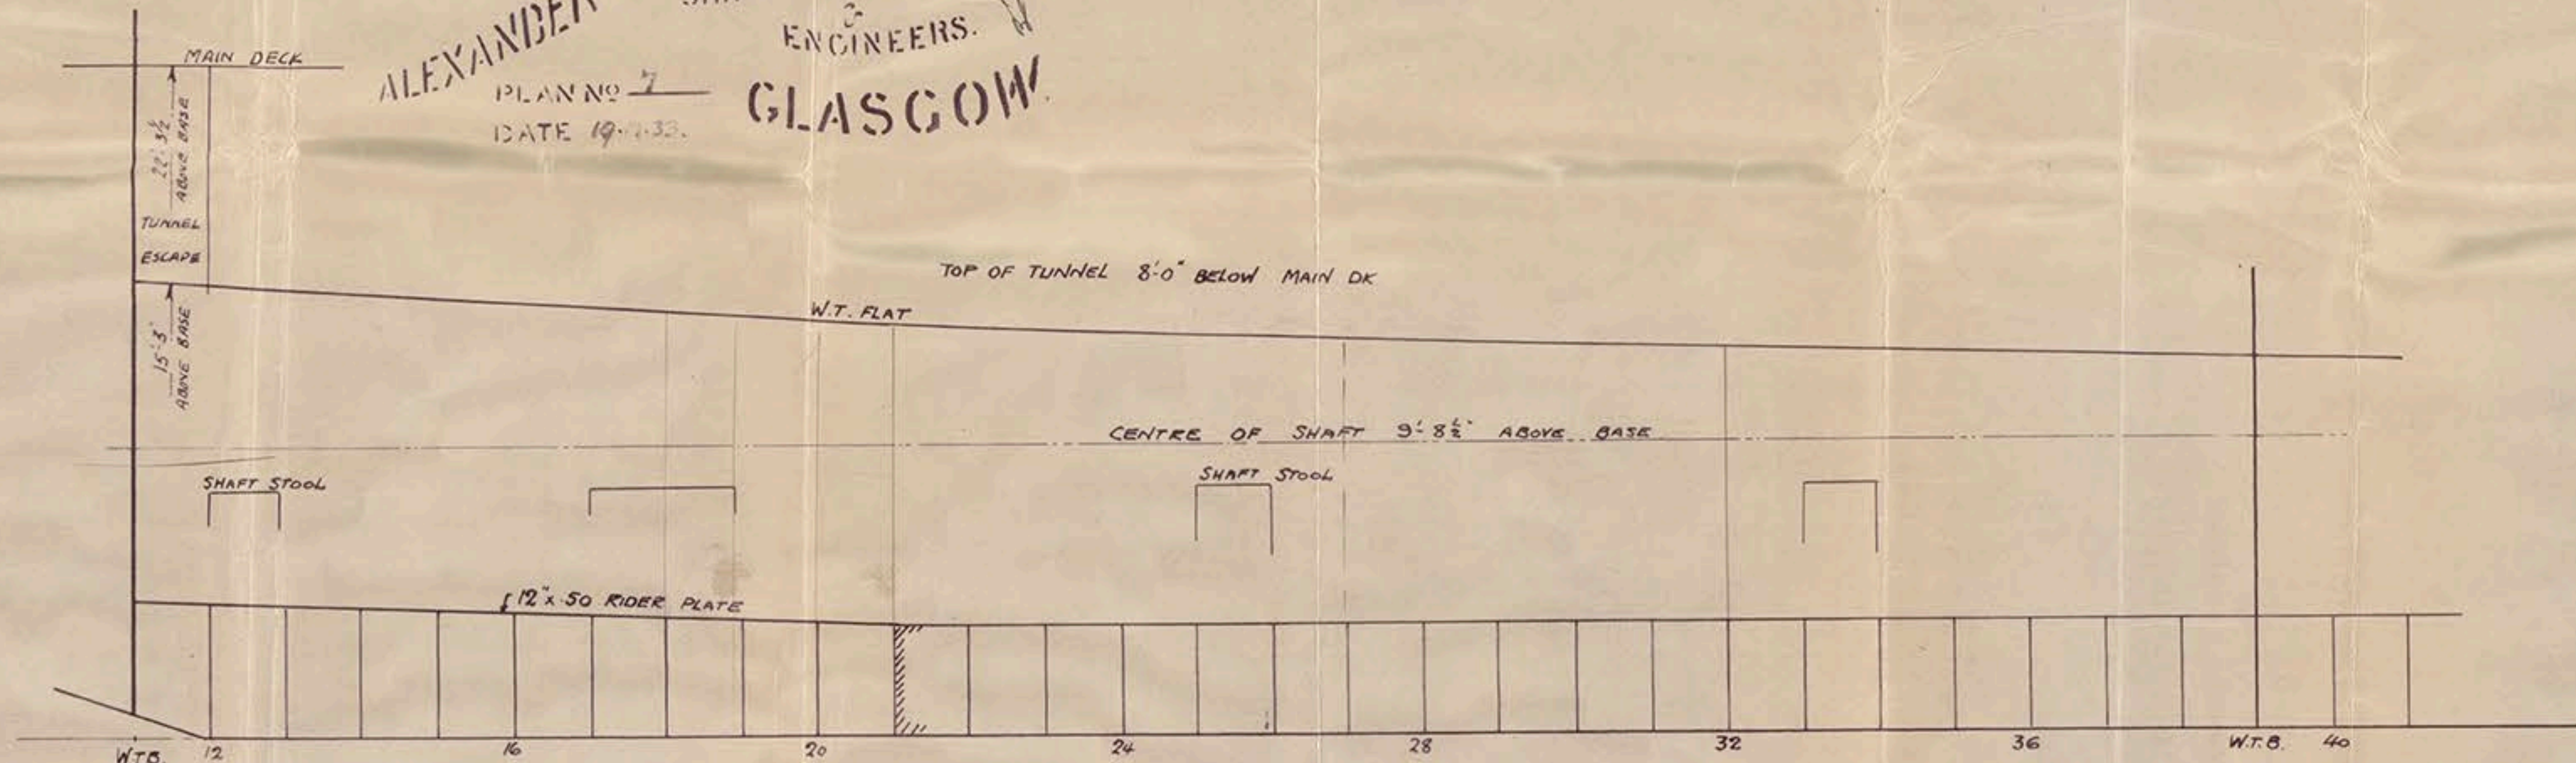 MAIN DECK
ALEXANDER
&
ENGINEERS.
GLASGOW
PLAN No 7
DATE
22'-3½
ABOVE BASE
TUNNEL
ESCAPE
15'-3"
ABOVE BASE
TOP OF TUNNEL 8'-0" BELOW MAIN DK
W.T. FLAT
CENTRE OF SHAFT 9'-8½" ABOVE BASE
SHAFT STOOL
SHAFT STOOL
12" x .50 RIDER PLATE
W.T.B. 12 16 20 24 28 32 36 W.T.B. 40